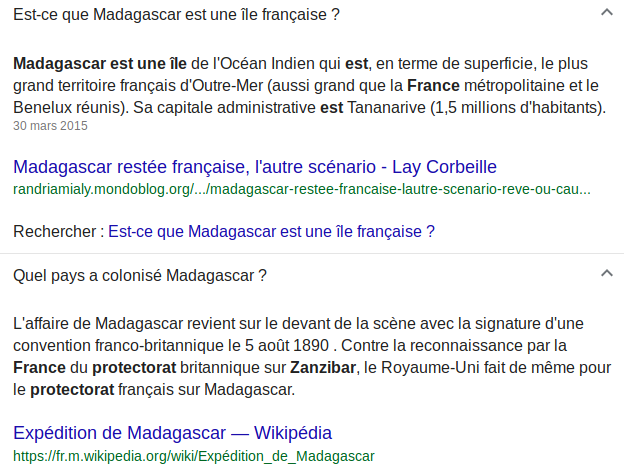 Est-ce que Madagascar est une île française ?
Madagascar est une île de l'Océan Indien qui est, en terme de superficie, le plus
grand territoire français d'Outre-Mer (aussi grand que la France métropolitaine et le
Benelux réunis). Sa capitale administrative est Tananarive (1,5 millions d'habitants).
30 mars 2015
Madagascar restée française, l'autre scénario - Lay Corbeille
randriamialy.mondoblog.org/.../madagascar-restee-francaise-lautre-scenario-reve-ou-cau...
Rechercher : Est-ce que Madagascar est une île française ?
Quel pays a colonisé Madagascar ?
L'affaire de Madagascar revient sur le devant de la scène avec la signature d'une
convention franco-britannique le 5 août 1890 . Contre la reconnaissance par la
France du protectorat britannique sur Zanzibar, le Royaume-Uni fait de même pour
le protectorat français sur Madagascar.
Expédition de Madagascar — Wikipédia
https://fr.m.wikipedia.org/wiki/Expédition_de_Madagascar